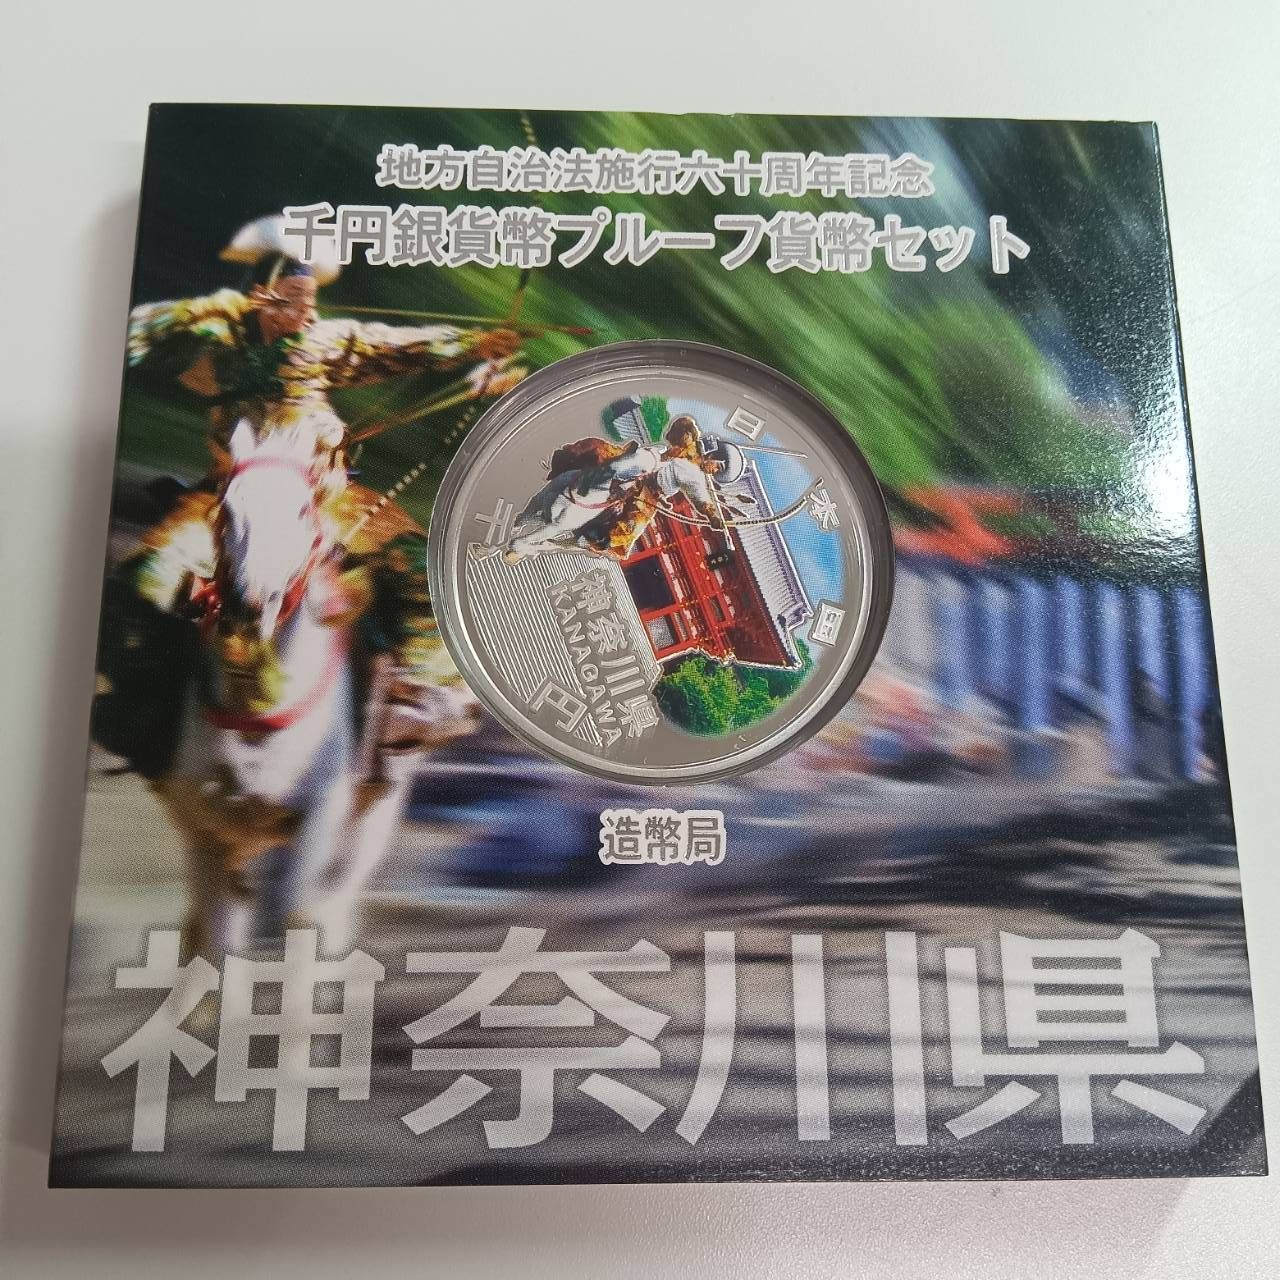 地方自治法施行六十周年記念
千円銀貨幣プルーフ貨幣セット
日本国
千円
神奈川県
KANAGAWA
造幣局
神奈川県